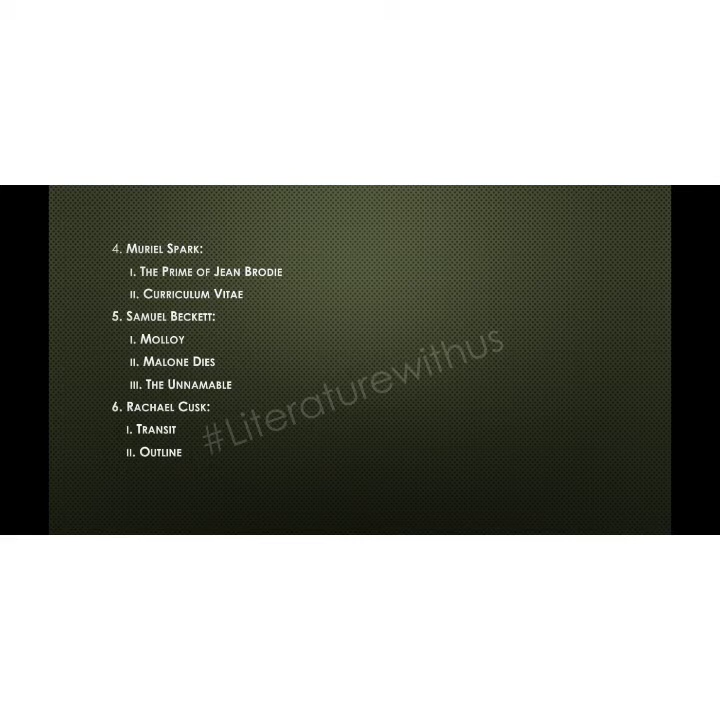 4. Muriel Spark:
I. The Prime of Jean Brodie
II. Curriculum Vitae
5. Samuel Beckett:
I. Molloy
II. Malone Dies
III. The Unnamable
6. Rachael Cusk:
I. Transit
II. Outline
#Literaturewithus